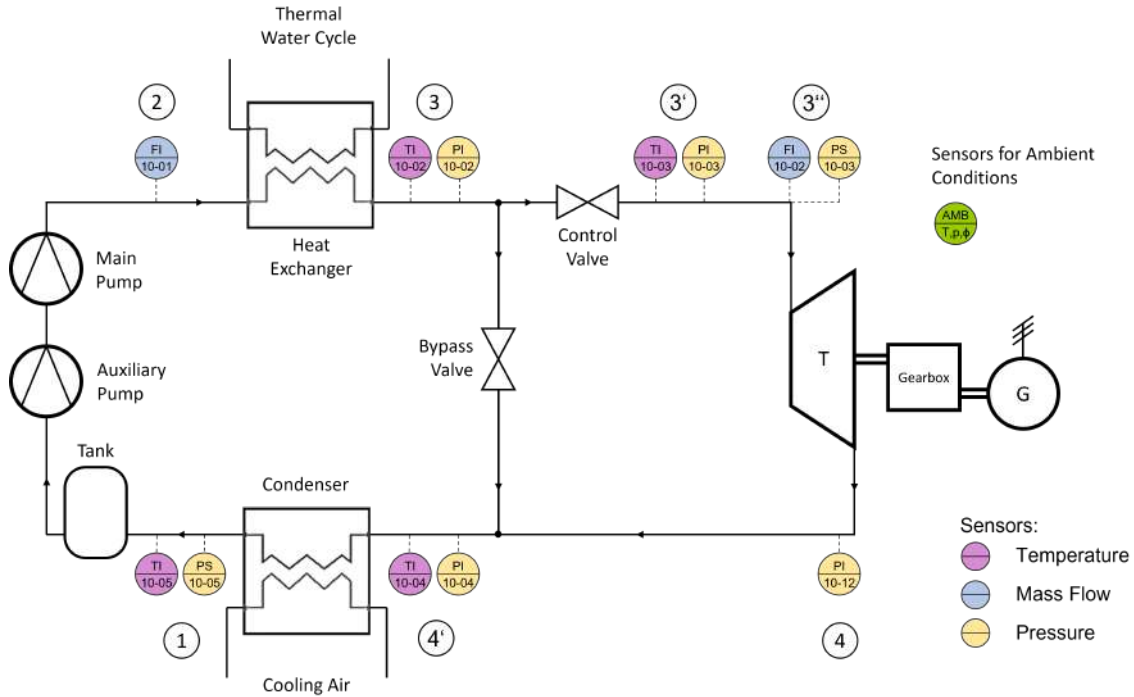 Thermal
Water Cycle
2
3
3'
3''
FI
10-01
TI
10-02
PI
10-02
TI
10-03
PI
10-03
FI
10-02
PS
10-03
Sensors for Ambient
Conditions
AMB
T,p,ϕ
Heat
Exchanger
Control
Valve
Main
Pump
Auxiliary
Pump
Bypass
Valve
T
Gearbox
G
Tank
Condenser
TI
10-05
PS
10-05
TI
10-04
PI
10-04
PI
10-12
1
4'
4
Cooling Air
Sensors:
Temperature
Mass Flow
Pressure